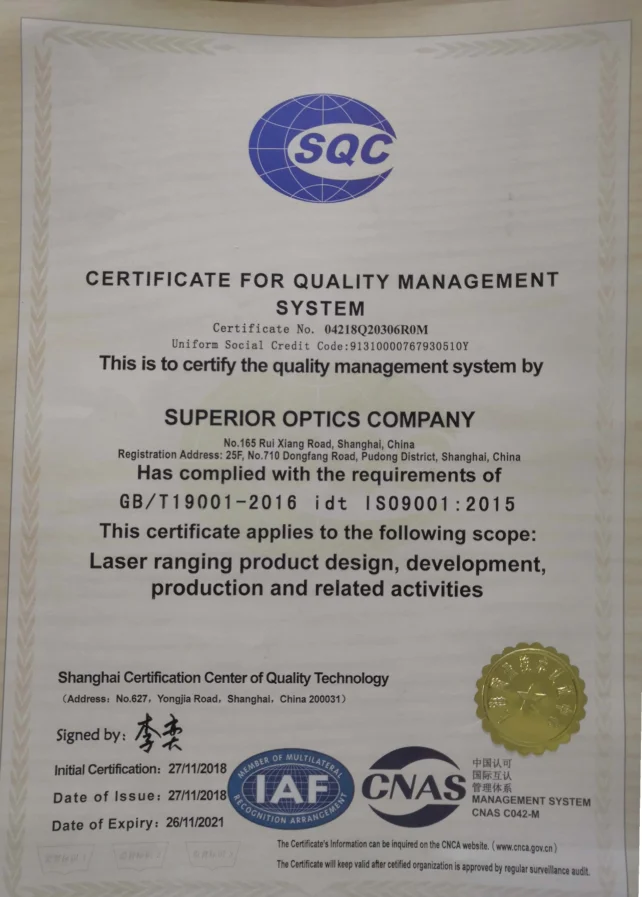 SQC
CERTIFICATE FOR QUALITY MANAGEMENT
SYSTEM
Certificate No. 04218Q20306R0M
Uniform Social Credit Code:91310000767930510Y
This is to certify the quality management system by
SUPERIOR OPTICS COMPANY
No.165 Rui Xiang Road, Shanghai, China
Registration Address: 25F, No.710 Dongfang Road, Pudong District, Shanghai, China
Has complied with the requirements of
GB/T19001-2016 idt ISO9001:2015
This certificate applies to the following scope:
Laser ranging product design, development,
production and related activities
Shanghai Certification Center of Quality Technology
(Address: No.627, Yongjia Road, Shanghai, China 200031)
Signed by: 李奕
Initial Certification: 27/11/2018
Date of Issue: 27/11/2018
Date of Expiry: 26/11/2021
MEMBER OF MULTILATERAL
IAF
RECOGNITION ARRANGEMENT
CNAS
中国认可
国际互认
管理体系
MANAGEMENT SYSTEM
CNAS C042-M
The Certificate's Information can be inquired on the CNCA website. (www.cnca.gov.cn)
The Certificate will keep valid after cetified organization is approved by regular surveillance audit.